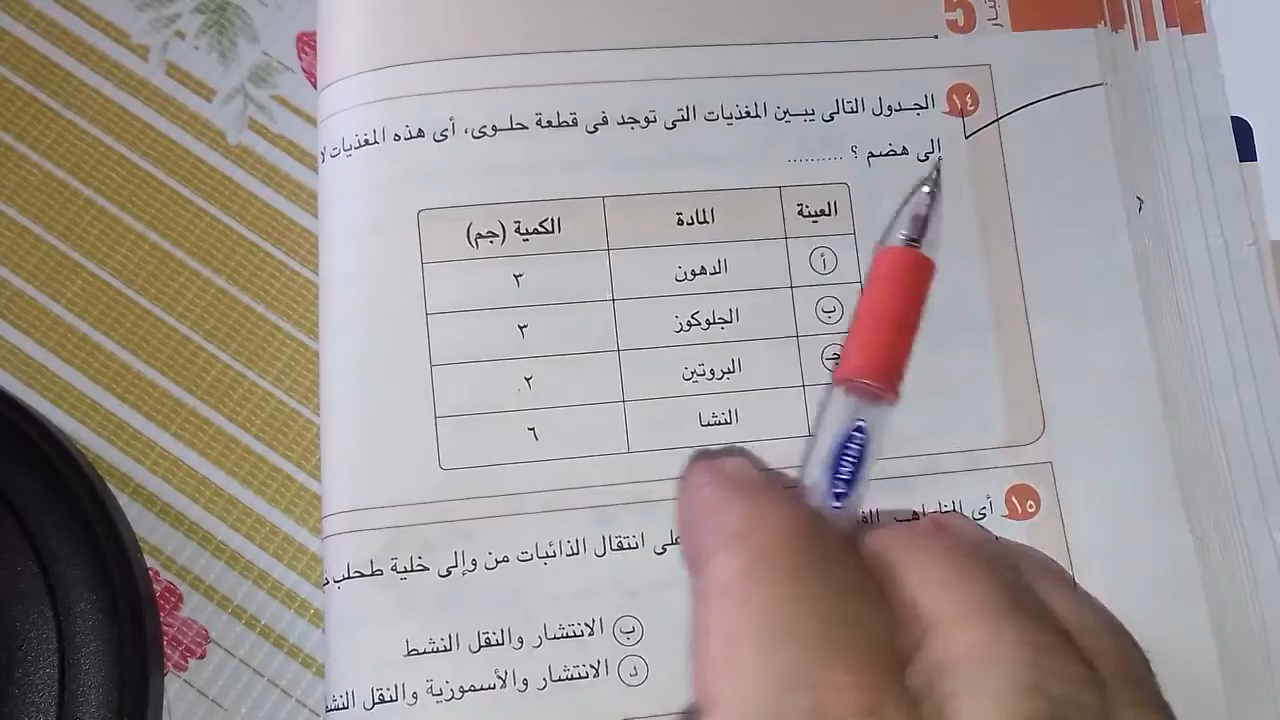 5
١٤ الجدول التالى يبين المغذيات التى توجد فى قطعة حلوى، أى هذه المغذيات
إلى هضم ؟ ..........
العينة المادة الكمية (جم)
أ الدهون ٣
ب الجلوكوز ٣
جـ البروتين ٢
النشا ٦
١٥ أى
انتقال الذائبات من وإلى خلية طحلب
ب الانتشار والنقل النشط
د الانتشار والأسموزية والنقل